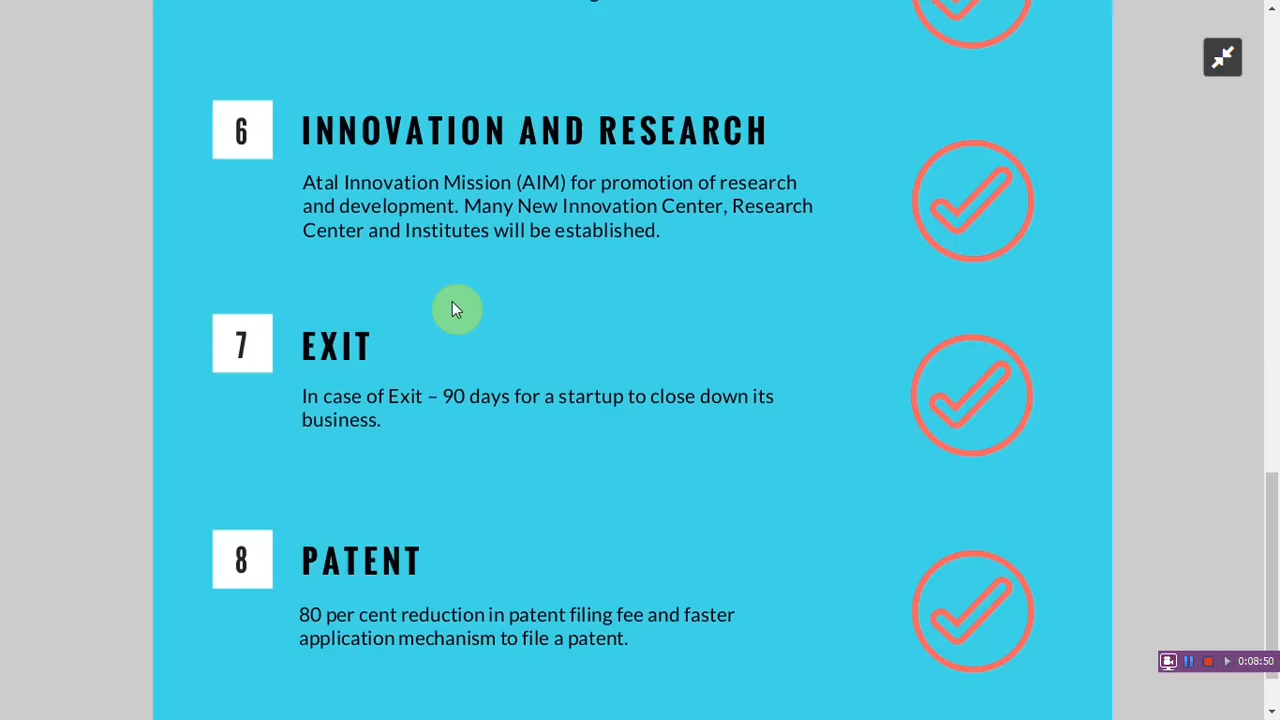 6
INNOVATION AND RESEARCH
Atal Innovation Mission (AIM) for promotion of research
and development. Many New Innovation Center, Research
Center and Institutes will be established.
7
EXIT
In case of Exit – 90 days for a startup to close down its
business.
8
PATENT
80 per cent reduction in patent filing fee and faster
application mechanism to file a patent.
0:08:50